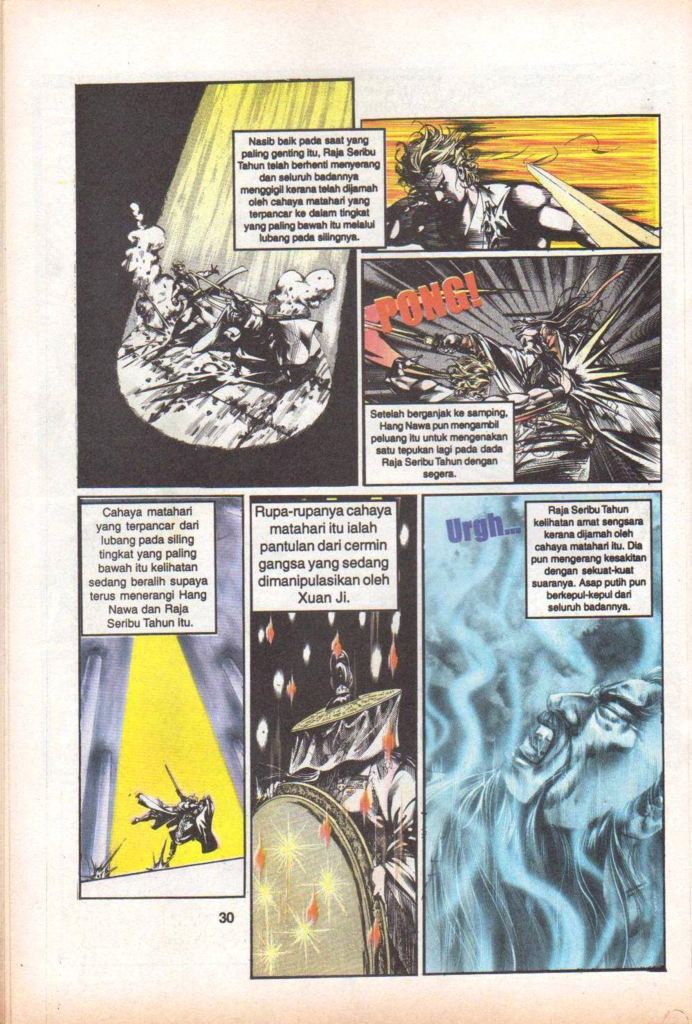 Nasib baik pada saat yang
paling genting itu, Raja Seribu
Tahun telah berhenti menyerang
dan seluruh badannya
menggigil kerana telah dijamah
oleh cahaya matahari yang
terpancar ke dalam tingkat
yang paling bawah itu melalui
lubang pada silingnya.
PONG!
Setelah berganjak ke samping,
Hang Nawa pun mengambil
peluang itu untuk mengenakan
satu tepukan lagi pada dada
Raja Seribu Tahun dengan
segera.
Cahaya matahari
yang terpancar dari
lubang pada siling
tingkat yang paling
bawah itu kelihatan
sedang beralih supaya
terus menerangi Hang
Nawa dan Raja
Seribu Tahun itu.
Rupa-rupanya cahaya
matahari itu ialah
pantulan dari cermin
gangsa yang sedang
dimanipulasikan oleh
Xuan Ji.
Urgh...
Raja Seribu Tahun
kelihatan amat sengsara
kerana dijamah oleh
cahaya matahari itu. Dia
pun mengerang kesakitan
dengan sekuat-kuat
suaranya. Asap putih pun
berkepul-kepul dari
seluruh badannya.
30